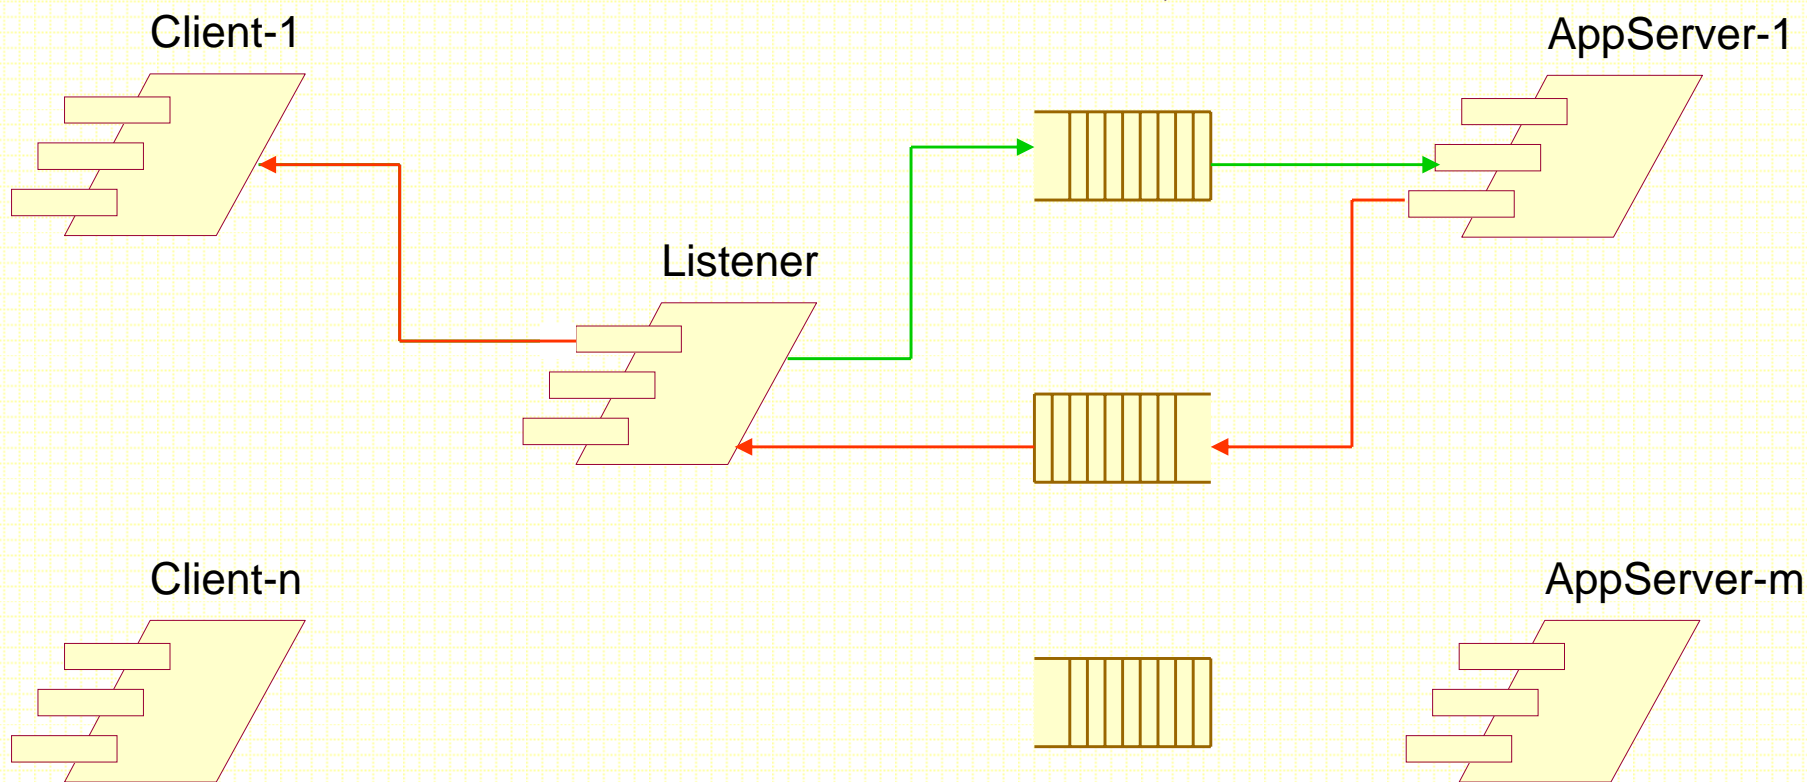 Client-1
AppServer-1
Listener
Client-n
AppServer-m